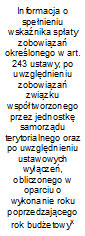 Informacja o
spełnieniu
wskaźnika spłaty
zobowiązań
określonego w art.
243 ustawy, po
uwzględnieniu
zobowiązań
związku
współtworzonego
przez jednostkę
samorządu
terytorialnego oraz
po uwzględnieniu
ustawowych
wyłączeń,
obliczonego w
oparciu o
wykonanie roku
poprzedzającego
rok budżetowyˣ